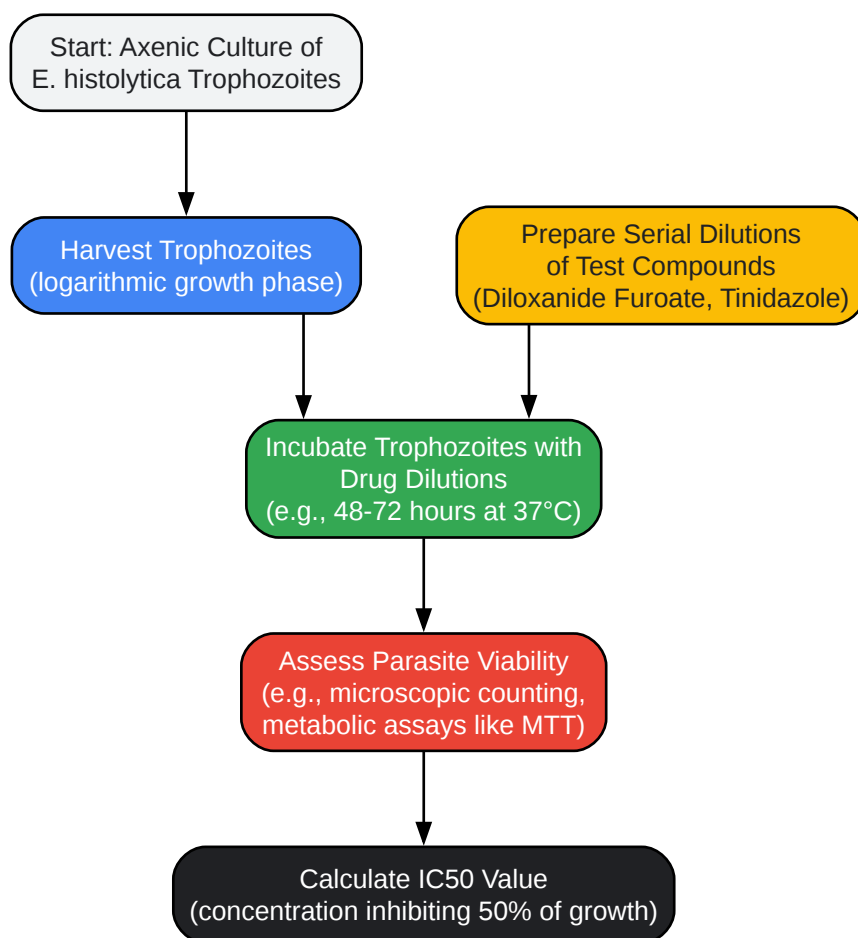 Start: Axenic Culture of
E. histolytica Trophozoites
Harvest Trophozoites
(logarithmic growth phase)
Prepare Serial Dilutions
of Test Compounds
(Diloxanide Furoate, Tinidazole)
Incubate Trophozoites with
Drug Dilutions
(e.g., 48-72 hours at 37°C)
Assess Parasite Viability
(e.g., microscopic counting,
metabolic assays like MTT)
Calculate IC50 Value
(concentration inhibiting 50% of growth)